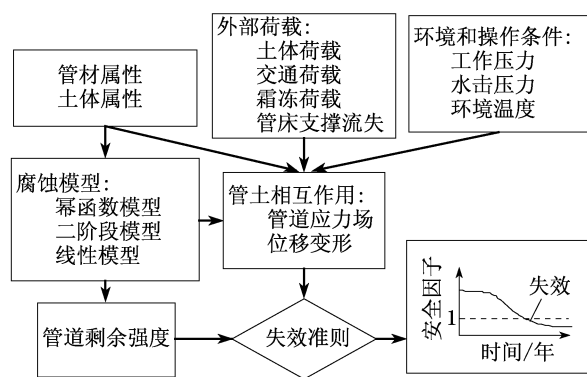 管材属性
土体属性
外部荷载:
土体荷载
交通荷载
霜冻荷载
管床支撑流失
环境和操作条件:
工作压力
水击压力
环境温度
腐蚀模型:
幂函数模型
二阶段模型
线性模型
管土相互作用:
管道应力场
位移变形
管道剩余强度
失效准则
安全因子
1
失效
时间/年